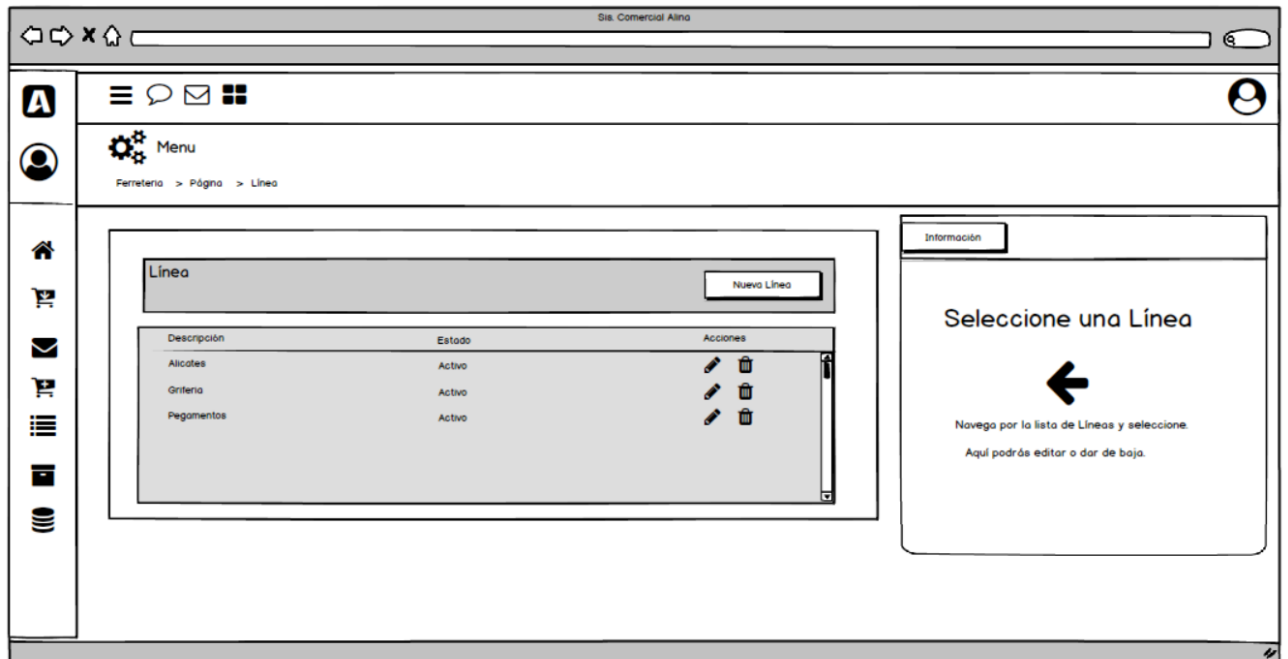 Sis. Comercial Alina
A
Menu
Ferreteria > Página > Línea
Línea
Nueva Línea
Descripción Estado Acciones
Alicates Activo
Griferia Activo
Pegamentos Activo
Información
Seleccione una Línea
Navega por la lista de Líneas y seleccione.
Aquí podrás editar o dar de baja.